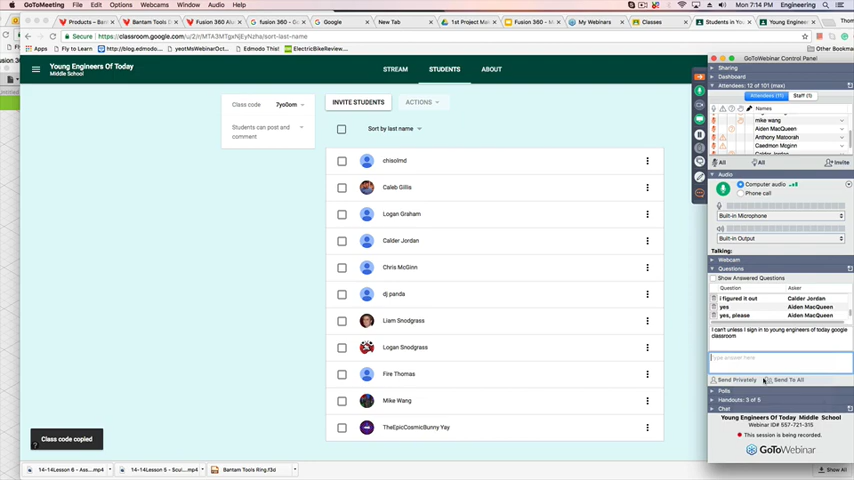 GoToMeeting File Edit View Webcams Window Audio Help Mon 7:14 PM Engineering
Products – B Bantam Tools D Fusion 360 Al Fusion 360 - G Google New Tab 1st Project Man Fusion 360 – M My Webinars Classes Students in Y Young Engineers
Secure https://classroom.google.com/u/2/r/MTA3MTgxNjEyNzha/sort-last-name
Apps Fly to Learn http://blog.edmodo. yeotMsWebinarOct... Edmodo This! ElectricBikeReview.... Other Bookmar
Young Engineers Of Today
Middle School
STREAM STUDENTS ABOUT
Class code 7yo0om
Students can post and
comment
INVITE STUDENTS ACTIONS
Sort by last name
chisolmd
Caleb Gillis
Logan Graham
Calder Jordan
Chris McGinn
dj panda
Liam Snodgrass
Logan Snodgrass
Fire Thomas
Mike Wang
TheEpicCosmicBunny Yay
Class code copied
14-14Lesson 6 - Ass....mp4 14-14Lesson 5 - Scul....mp4 Bantam Tools Ring.f3d Show All
GoToWebinar Control Panel
Sharing
Dashboard
Attendees: 12 of 101 (max)
Attendees (11) Staff (1)
Names
mike wang
Aiden MacQueen
Anthony Matoorah
Caedmon Mcginn
Calder Jordan
All All Invite
Audio
Computer audio
Phone call
Built-in Microphone
Built-in Output
Talking:
Webcam
Questions
Show Answered Questions
Question Asker
i figured it out Calder Jordan
yes Aiden MacQueen
yes, please Aiden MacQueen
I can't unless I sign in to young engineers of today google
classroom
Type answer here
Send Privately Send To All
Polls
Handouts: 3 of 5
Chat
Young Engineers Of Today Middle School
Webinar ID# 557-721-315
This session is being recorded.
GoToWebinar